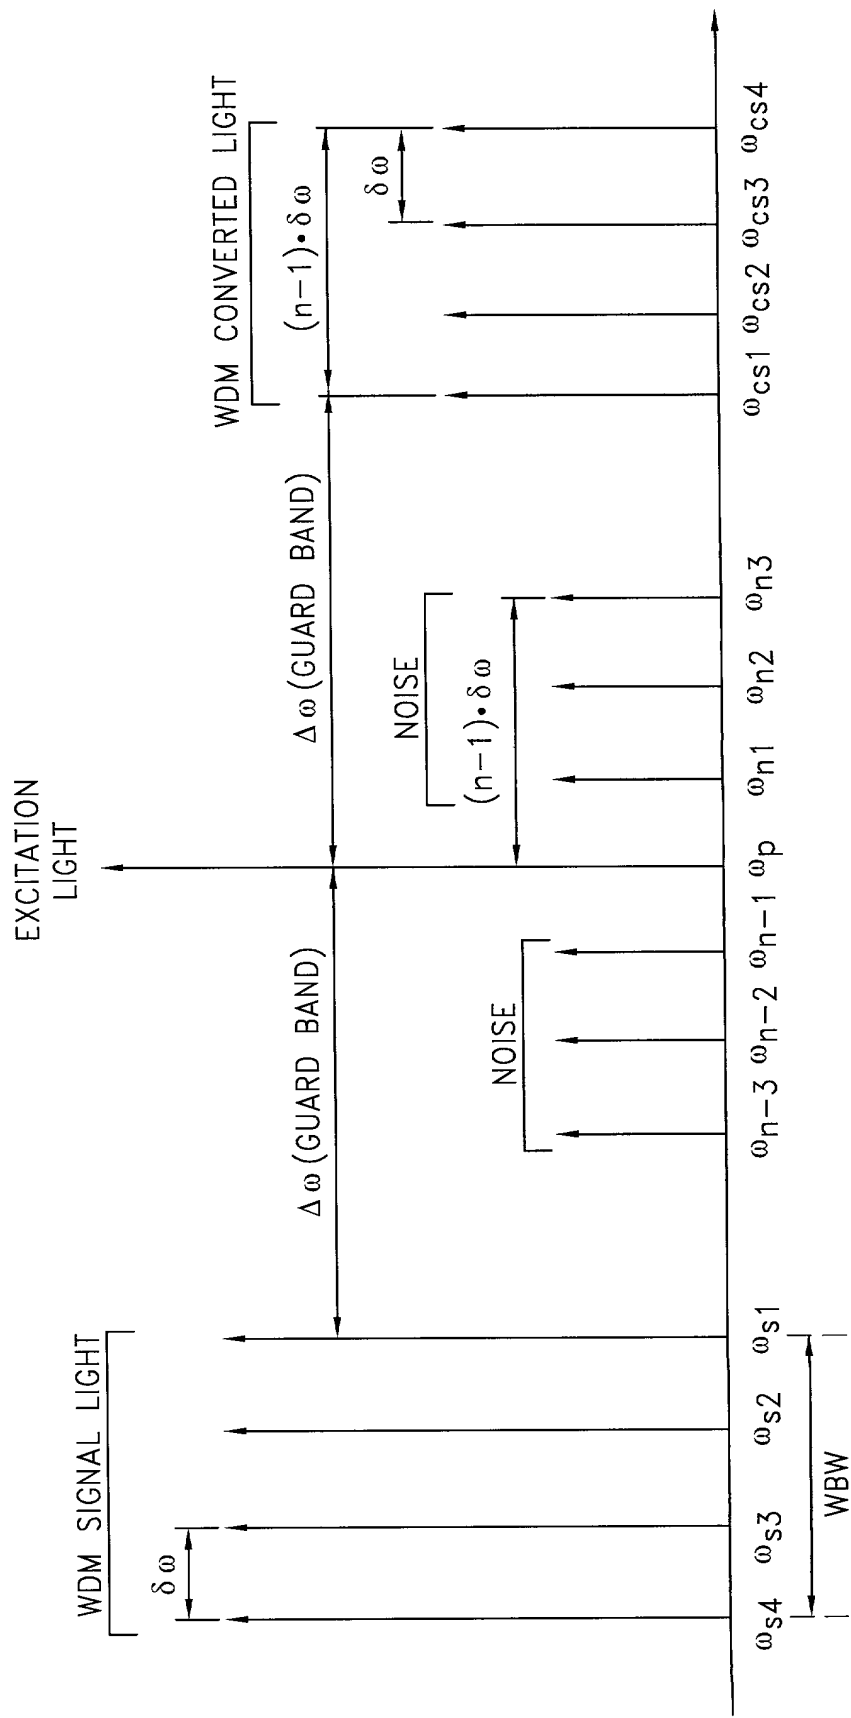 EXCITATION
LIGHT
WDM SIGNAL LIGHT
WDM CONVERTED LIGHT
δω
Δω (GUARD BAND)
Δω (GUARD BAND)
(n−1)•δω
δω
NOISE
NOISE
(n−1)•δω
ωs4 ωs3 ωs2 ωs1 ωn−3 ωn−2 ωn−1 ωp ωn1 ωn2 ωn3 ωcs1 ωcs2 ωcs3 ωcs4
WBW